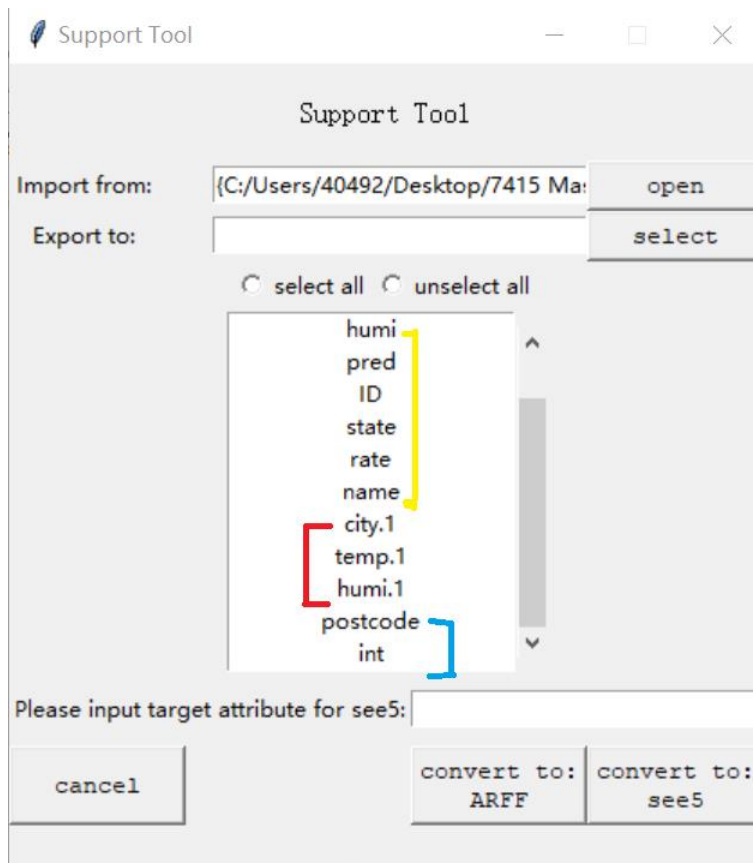 Support Tool
Support Tool
Import from: {C:/Users/40492/Desktop/7415 Mas open
Export to: select
select all unselect all
humi
pred
ID
state
rate
name
city.1
temp.1
humi.1
postcode
int
Please input target attribute for see5:
cancel
convert to:
ARFF
convert to:
see5